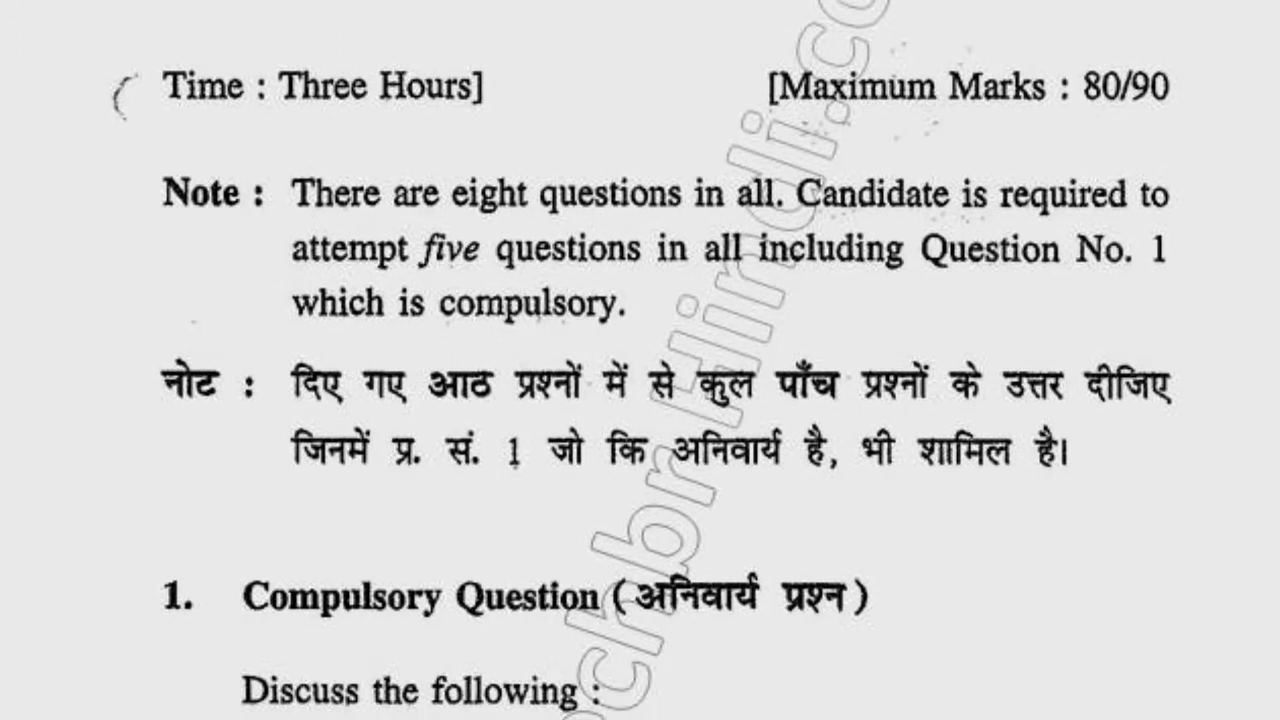 Time : Three Hours] [Maximum Marks : 80/90
Note : There are eight questions in all. Candidate is required to
attempt five questions in all including Question No. 1
which is compulsory.
नोट : दिए गए आठ प्रश्नों में से कुल पाँच प्रश्नों के उत्तर दीजिए
जिनमें प्र. सं. 1 जो कि अनिवार्य है, भी शामिल है।
1. Compulsory Question (अनिवार्य प्रश्न)
Discuss the following :